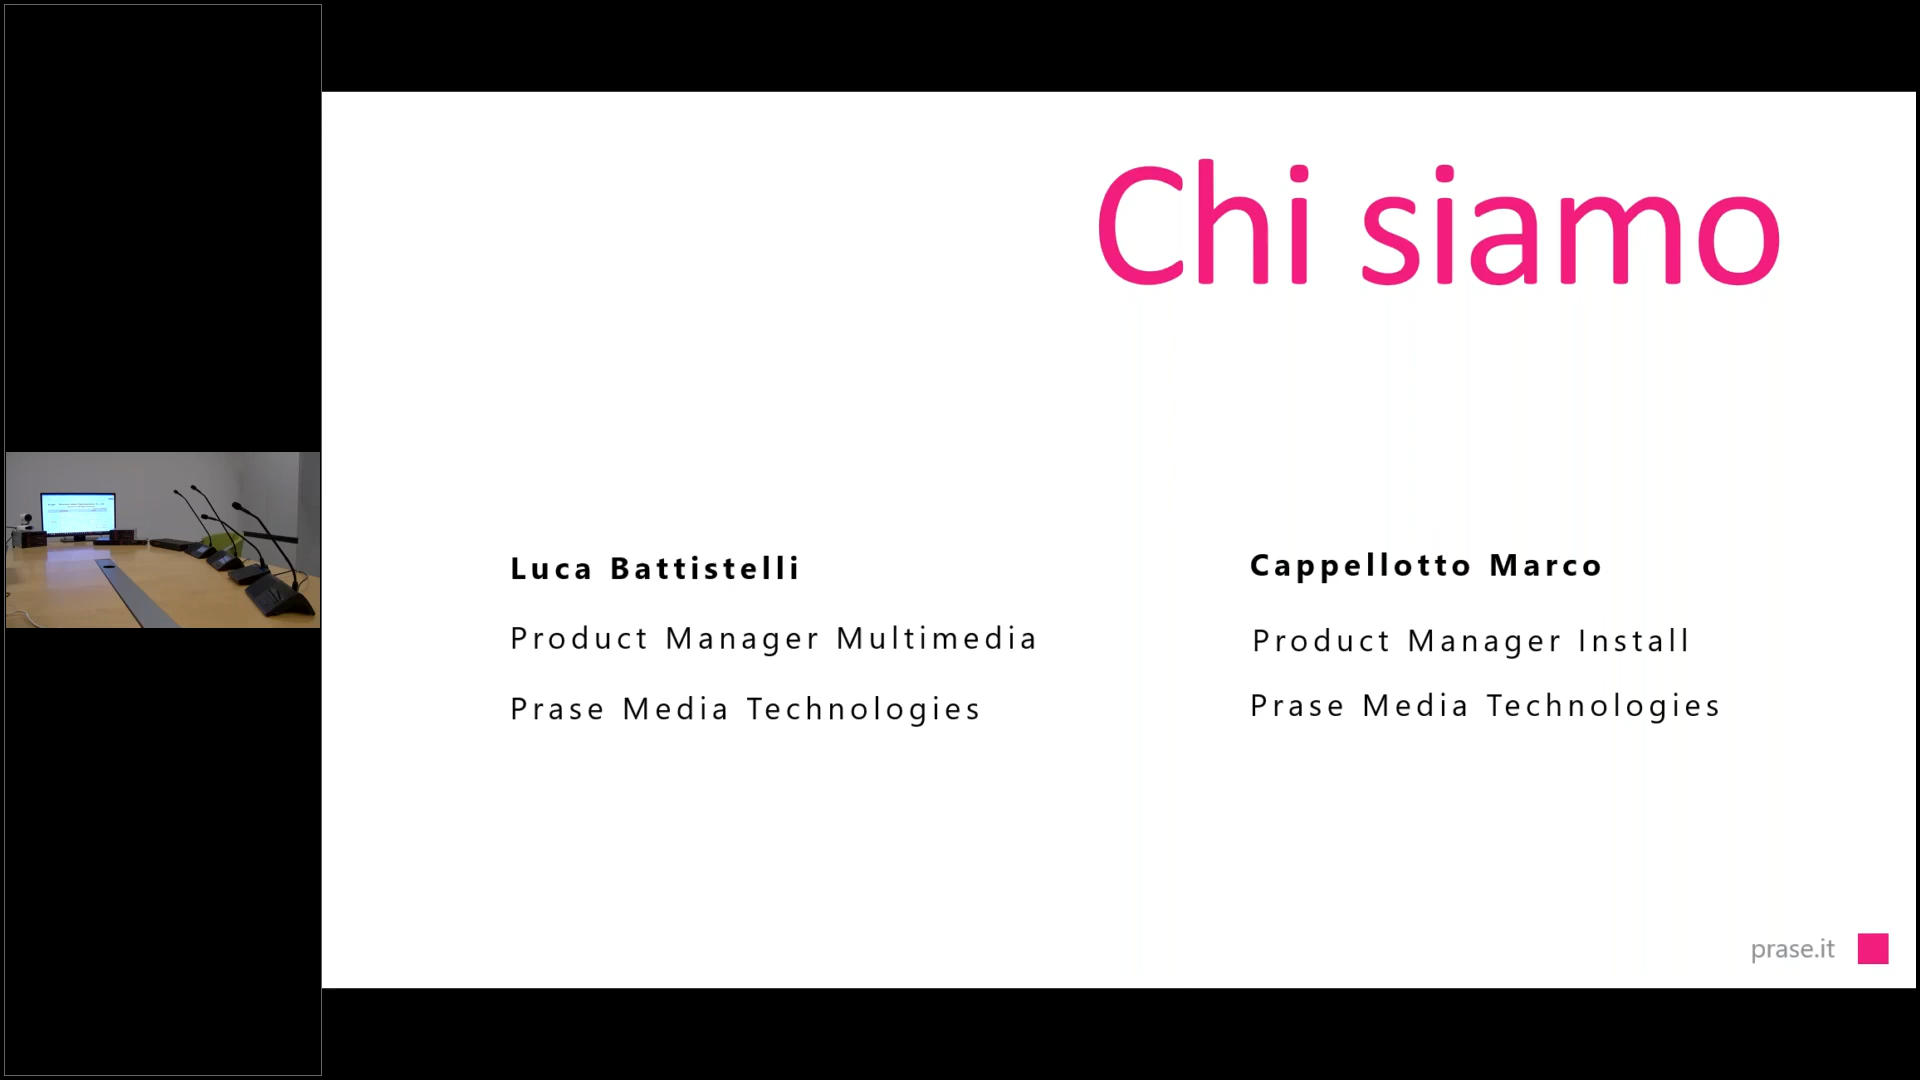 Chi siamo
Luca Battistelli
Product Manager Multimedia
Prase Media Technologies
Cappellotto Marco
Product Manager Install
Prase Media Technologies
prase.it